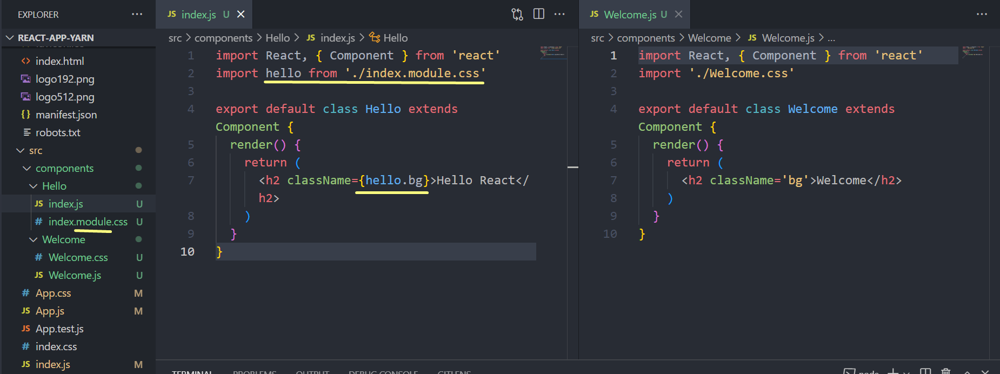 EXPLORER ···
REACT-APP-YARN
index.html
logo192.png
logo512.png
{} manifest.json
robots.txt
src
components
Hello
JS index.js U
# index.module.css U
Welcome
# Welcome.css U
JS Welcome.js U
# App.css M
JS App.js M
JS App.test.js
# index.css
JS index.js M
JS index.js U
src > components > Hello > JS index.js > Hello
1 import React, { Component } from 'react'
2 import hello from './index.module.css'
3
4 export default class Hello extends
Component {
5 render() {
6 return (
7 <h2 className={hello.bg}>Hello React</
h2>
8 )
9 }
10 }
JS Welcome.js U
src > components > Welcome > JS Welcome.js > ...
1 import React, { Component } from 'react'
2 import './Welcome.css'
3
4 export default class Welcome extends
Component {
5 render() {
6 return (
7 <h2 className='bg'>Welcome</h2>
8 )
9 }
10 }
TERMINAL PROBLEMS OUTPUT DEBUG CONSOLE GITLENS
node